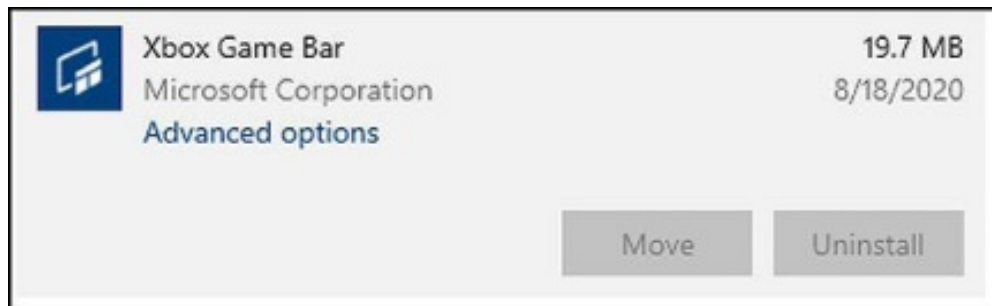 Xbox Game Bar 19.7 MB
Microsoft Corporation 8/18/2020
Advanced options
Move Uninstall